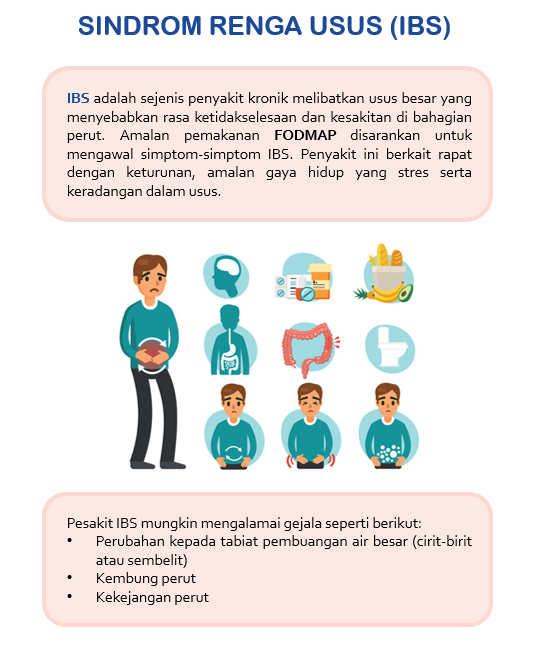 SINDROM RENGA USUS (IBS)
IBS adalah sejenis penyakit kronik melibatkan usus besar yang
menyebabkan rasa ketidakselesaan dan kesakitan di bahagian
perut. Amalan pemakanan FODMAP disarankan untuk
mengawal simptom-simptom IBS. Penyakit ini berkait rapat
dengan keturunan, amalan gaya hidup yang stres serta
keradangan dalam usus.
Pesakit IBS mungkin mengalamai gejala seperti berikut:
• Perubahan kepada tabiat pembuangan air besar (cirit-birit
atau sembelit)
• Kembung perut
• Kekejangan perut